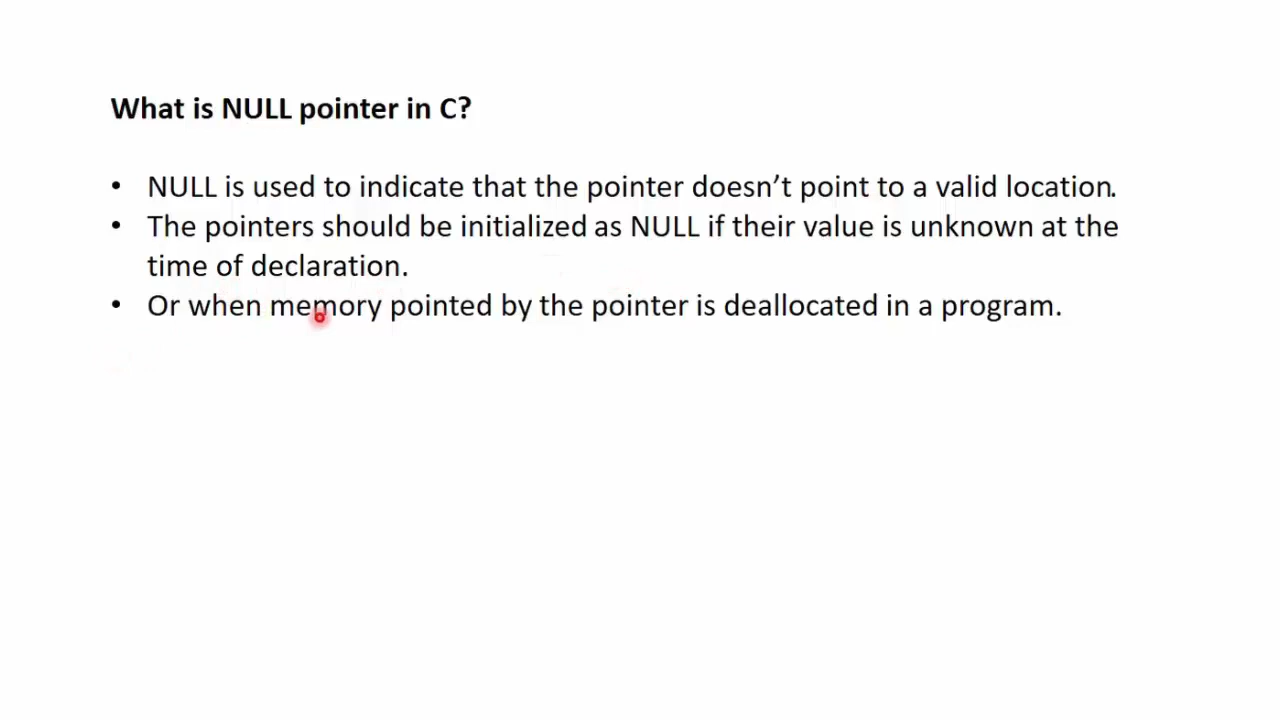 What is NULL pointer in C?
• NULL is used to indicate that the pointer doesn’t point to a valid location.
• The pointers should be initialized as NULL if their value is unknown at the
time of declaration.
• Or when memory pointed by the pointer is deallocated in a program.